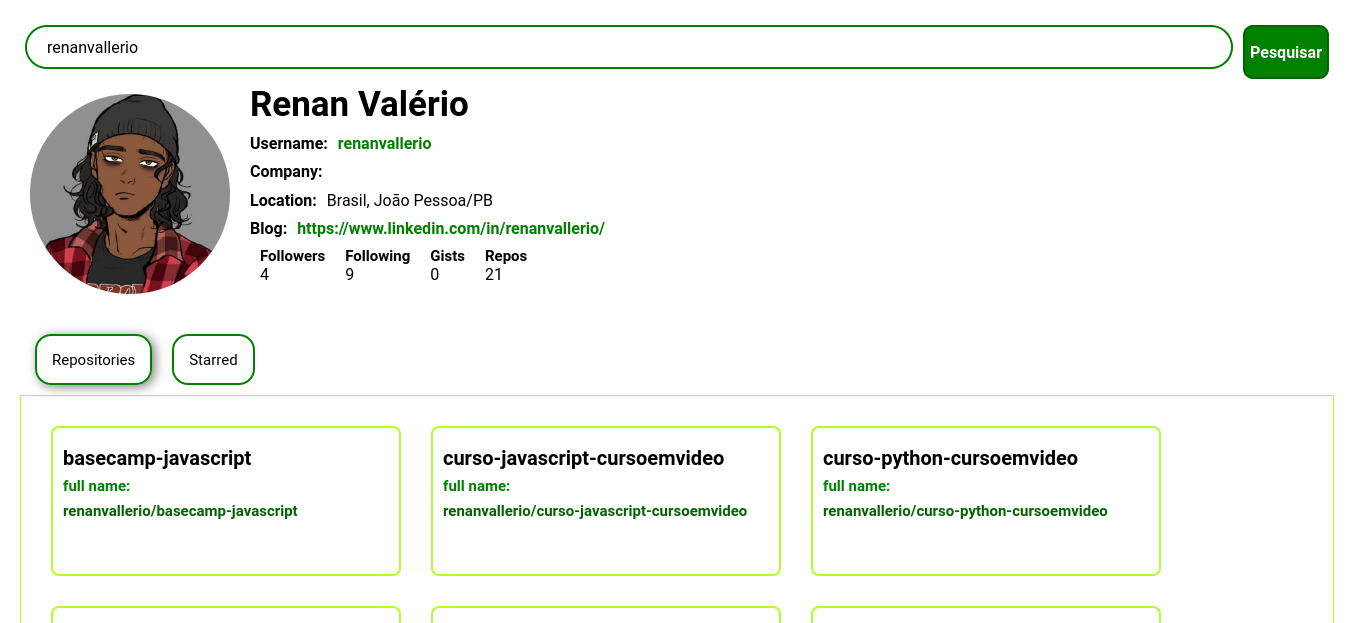 renanvallerio
Pesquisar
Renan Valério
Username: renanvallerio
Company:
Location: Brasil, João Pessoa/PB
Blog: https://www.linkedin.com/in/renanvallerio/
Followers Following Gists Repos
4 9 0 21
Repositories Starred
basecamp-javascript
full name:
renanvallerio/basecamp-javascript
curso-javascript-cursoemvideo
full name:
renanvallerio/curso-javascript-cursoemvideo
curso-python-cursoemvideo
full name:
renanvallerio/curso-python-cursoemvideo